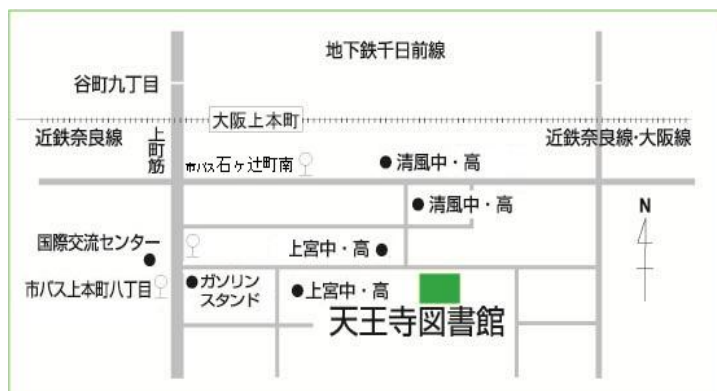 地下鉄千日前線
谷町九丁目
大阪上本町
近鉄奈良線
上町筋
近鉄奈良線・大阪線
市バス石ヶ辻町南
清風中・高
清風中・高
N
国際交流センター
上宮中・高
市バス上本町八丁目
ガソリン
スタンド
上宮中・高
天王寺図書館